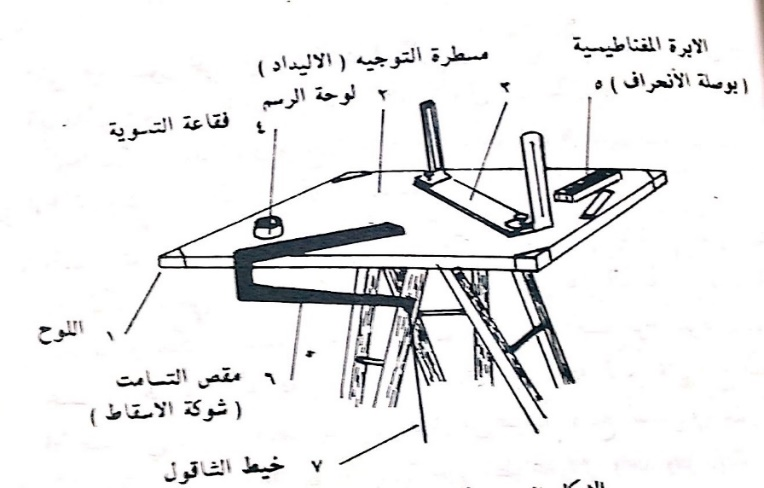 الابرة المغناطيسية
( بوصلة الأنحراف ) ٥
٣
مسطرة التوجيه ( الاليداد )
٢ لوحة الرسم
٤ فقاعة التسوية
١ اللوح
٦ مقص التسامت
( شوكة الاسقاط )
٧ خيط الشاقول